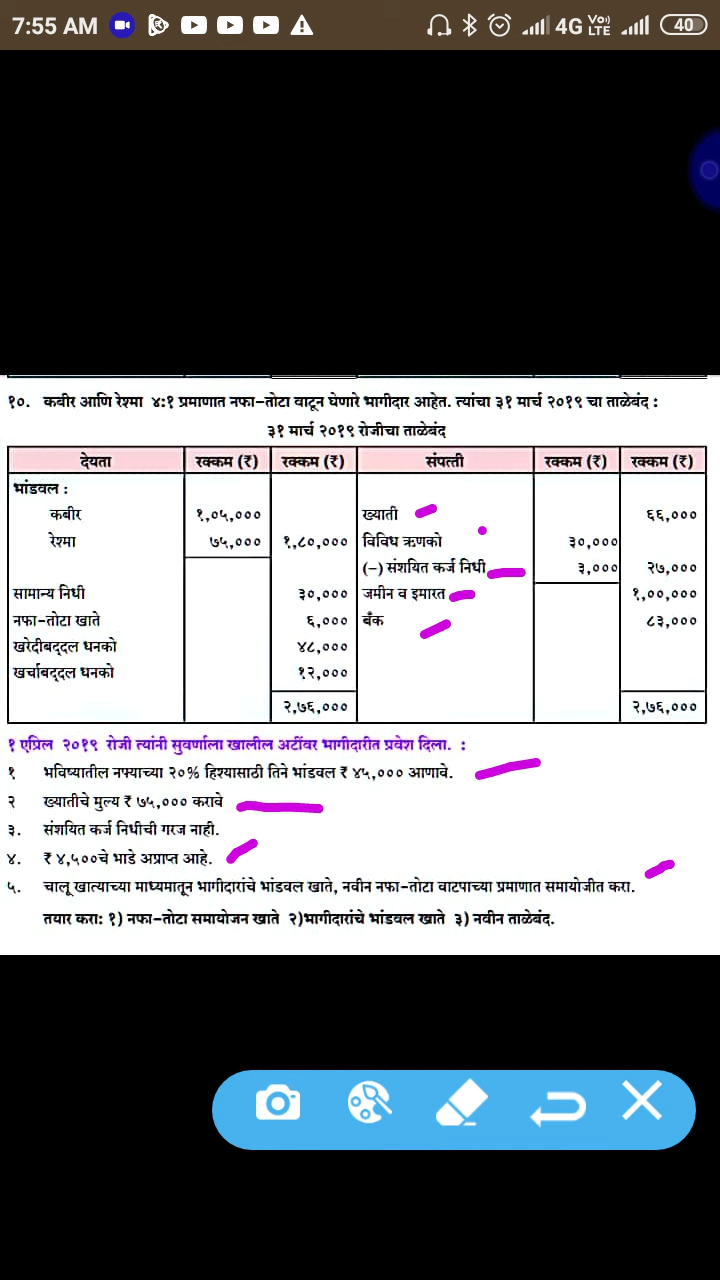 7:55 AM 4G VoLTE 40
१०. कबीर आणि रेश्मा ४:१ प्रमाणात नफा-तोटा वाटून घेणारे भागीदार आहेत. त्यांचा ३१ मार्च २०१९ चा ताळेबंद :
३१ मार्च २०१९ रोजीचा ताळेबंद
देयता रक्कम (₹) रक्कम (₹) संपत्ती रक्कम (₹) रक्कम (₹)
भांडवल :
कबीर १,०५,००० ख्याती ६६,०००
रेश्मा ७५,००० १,८०,००० विविध ऋणको ३०,०००
(-) संशयित कर्ज निधी ३,००० २७,०००
सामान्य निधी ३०,००० जमीन व इमारत १,००,०००
नफा-तोटा खाते ६,००० बँक ८३,०००
खरेदीबद्दल धनको ४८,०००
खर्चाबद्दल धनको १२,०००
२,७६,००० २,७६,०००
१ एप्रिल २०१९ रोजी त्यांनी सुवर्णाला खालील अटींवर भागीदारीत प्रवेश दिला. :
१ भविष्यातील नफ्याच्या २०% हिश्यासाठी तिने भांडवल ₹ ४५,००० आणावे.
२ ख्यातीचे मुल्य ₹ ७५,००० करावे
३. संशयित कर्ज निधीची गरज नाही.
४. ₹ ४,५००चे भाडे अप्राप्त आहे.
५. चालू खात्याच्या माध्यमातून भागीदारांचे भांडवल खाते, नवीन नफा-तोटा वाटपाच्या प्रमाणात समायोजीत करा.
तयार करा: १) नफा-तोटा समायोजन खाते २)भागीदारांचे भांडवल खाते ३) नवीन ताळेबंद.